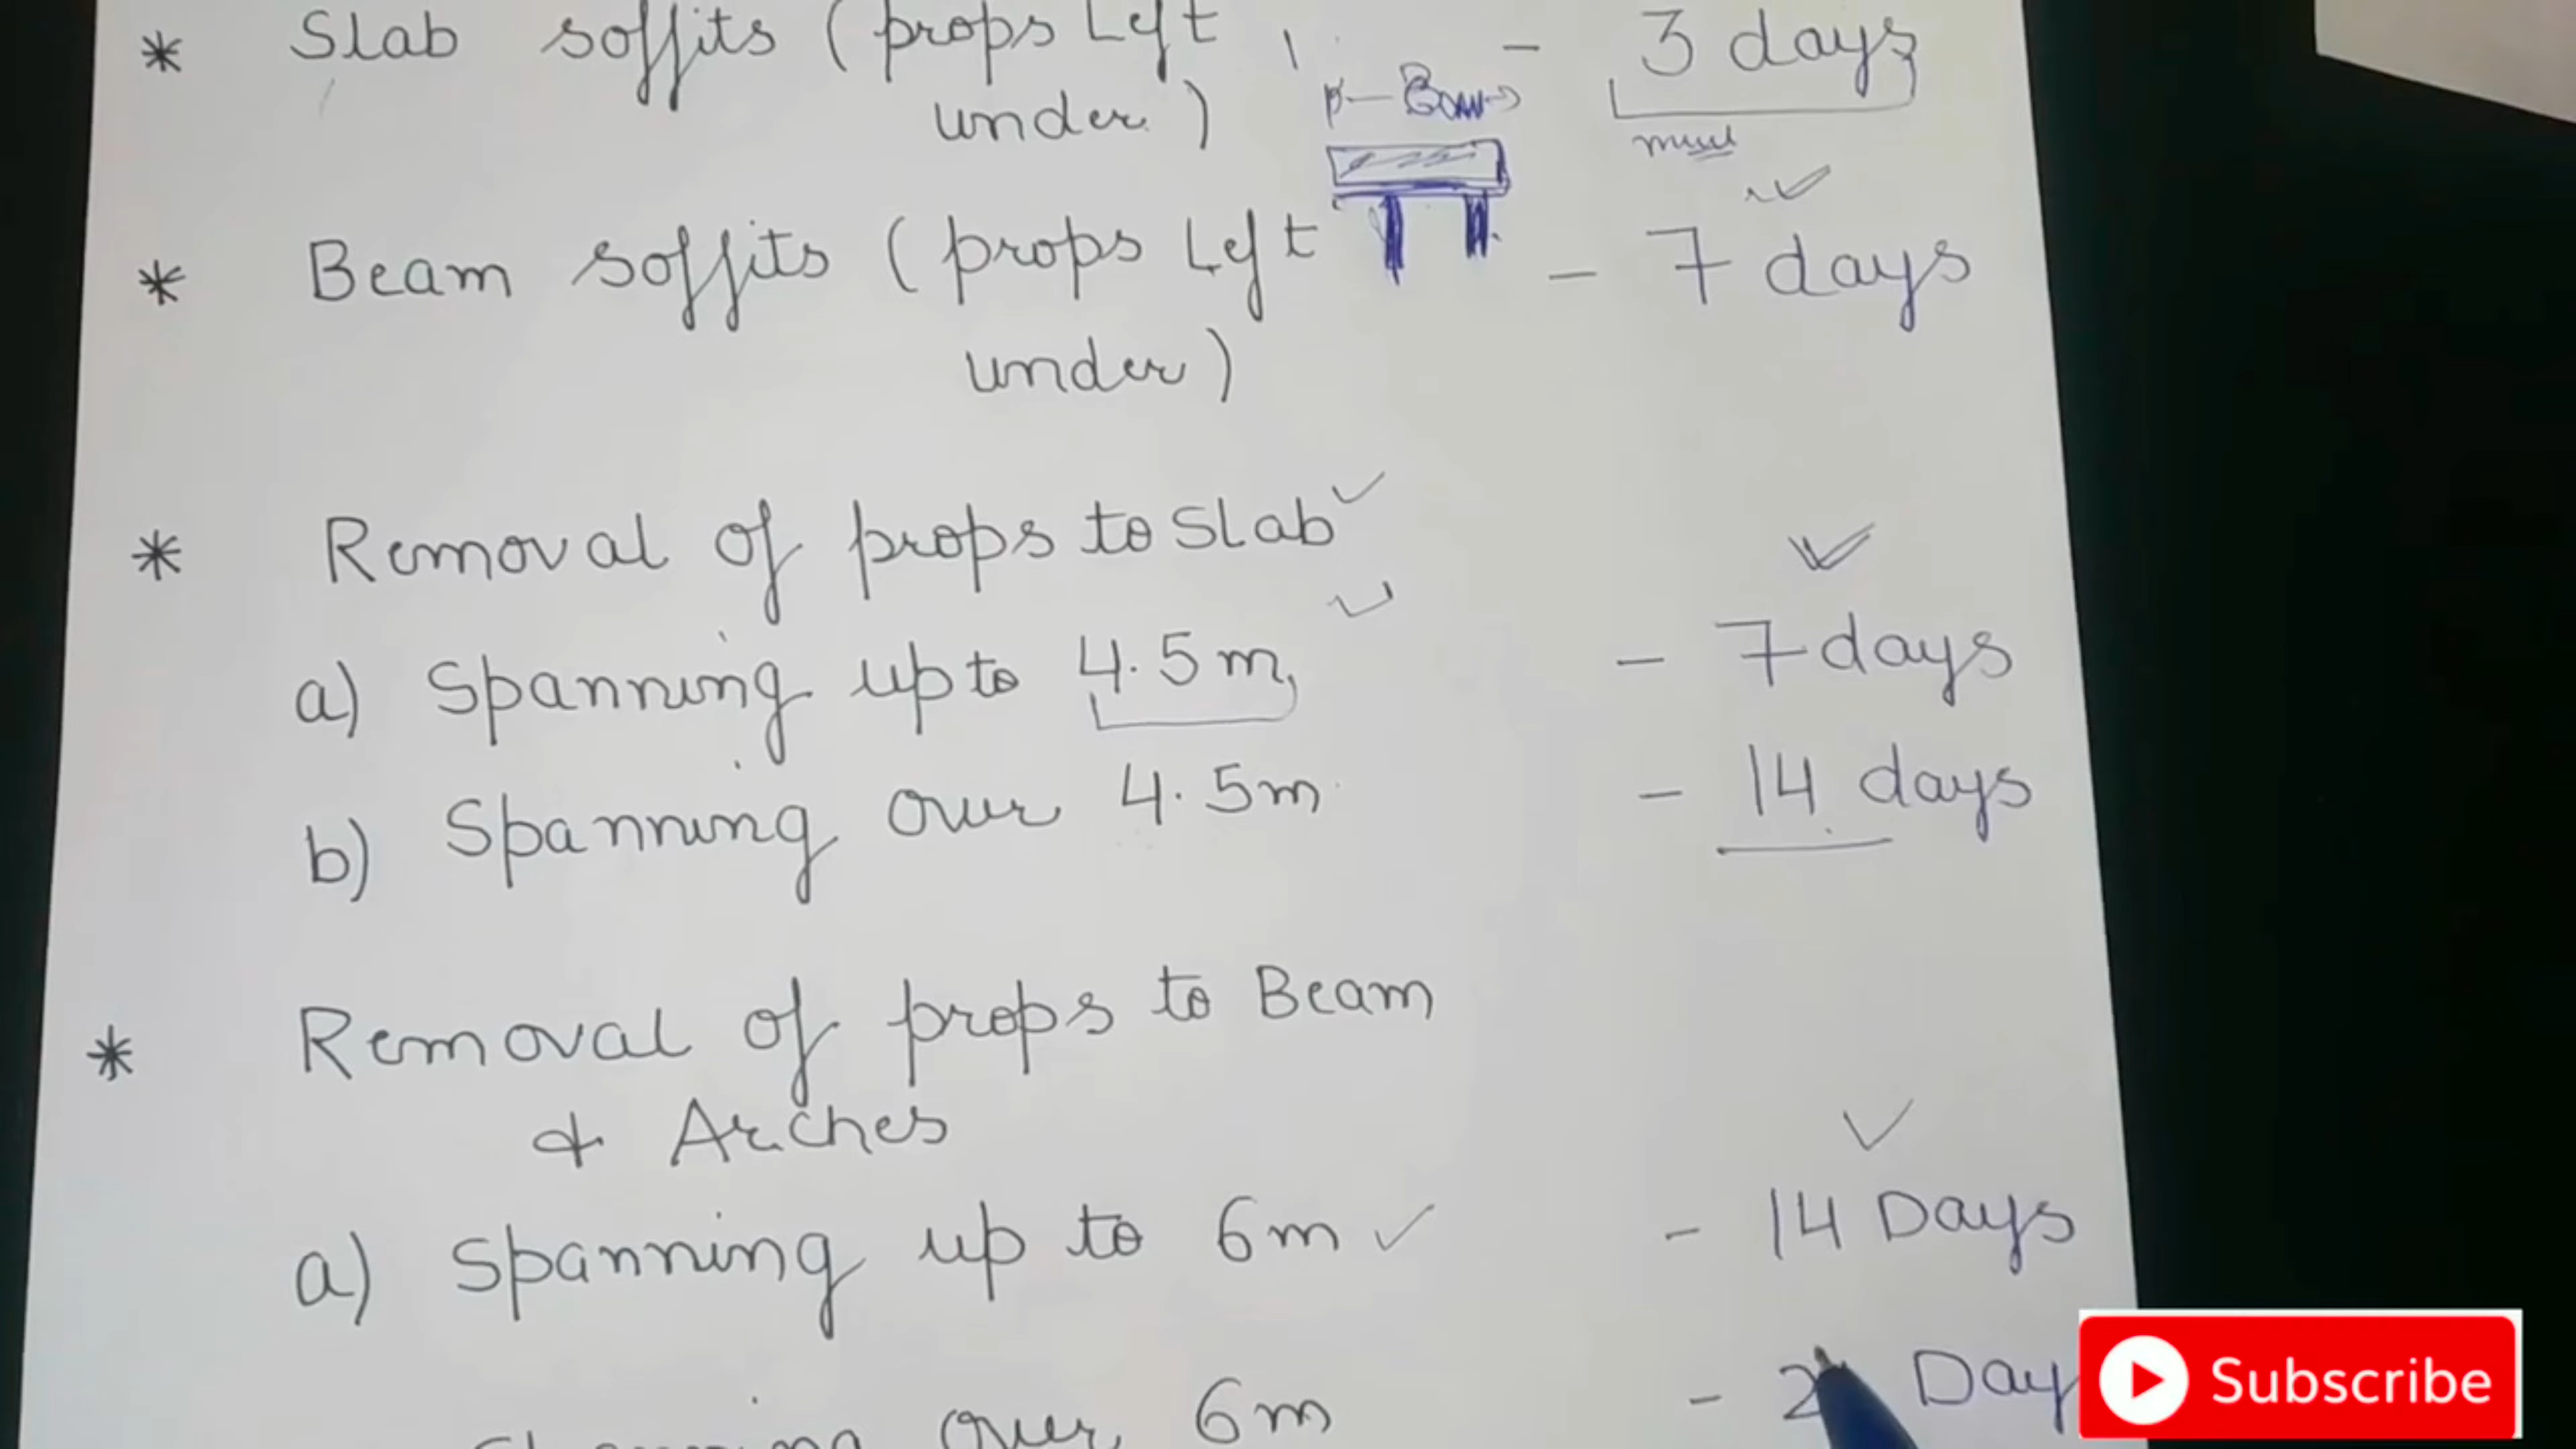 * Slab soffits (props Left - 3 days
under)
Beam
must
* Beam soffits (props Left - 7 days
under)
* Removal of props to Slab
a) Spanning up to 4.5m - 7 days
b) Spanning over 4.5m - 14 days
* Removal of props to Beam
& Arches
a) Spanning up to 6m - 14 Days
over 6m - Day
Subscribe